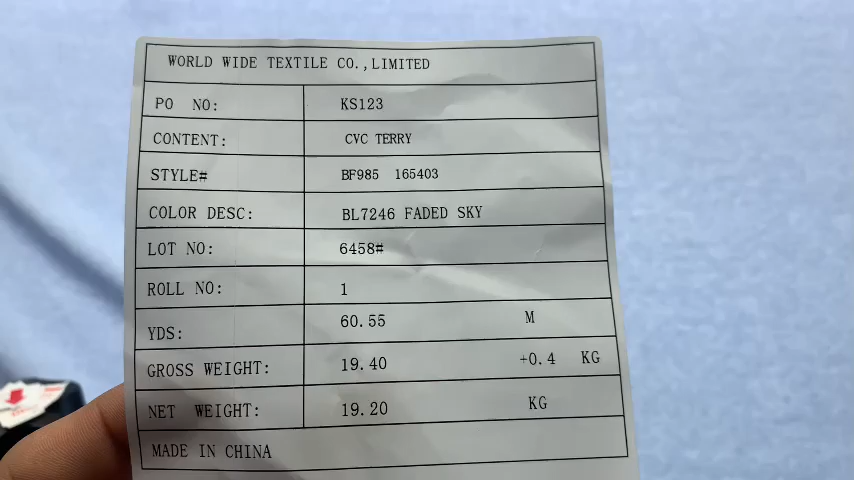 WORLD WIDE TEXTILE CO.,LIMITED
PO NO: KS123
CONTENT: CVC TERRY
STYLE# BF985 165403
COLOR DESC: BL7246 FADED SKY
LOT NO: 6458#
ROLL NO: 1
YDS: 60.55 M
GROSS WEIGHT: 19.40 +0.4 KG
NET WEIGHT: 19.20 KG
MADE IN CHINA